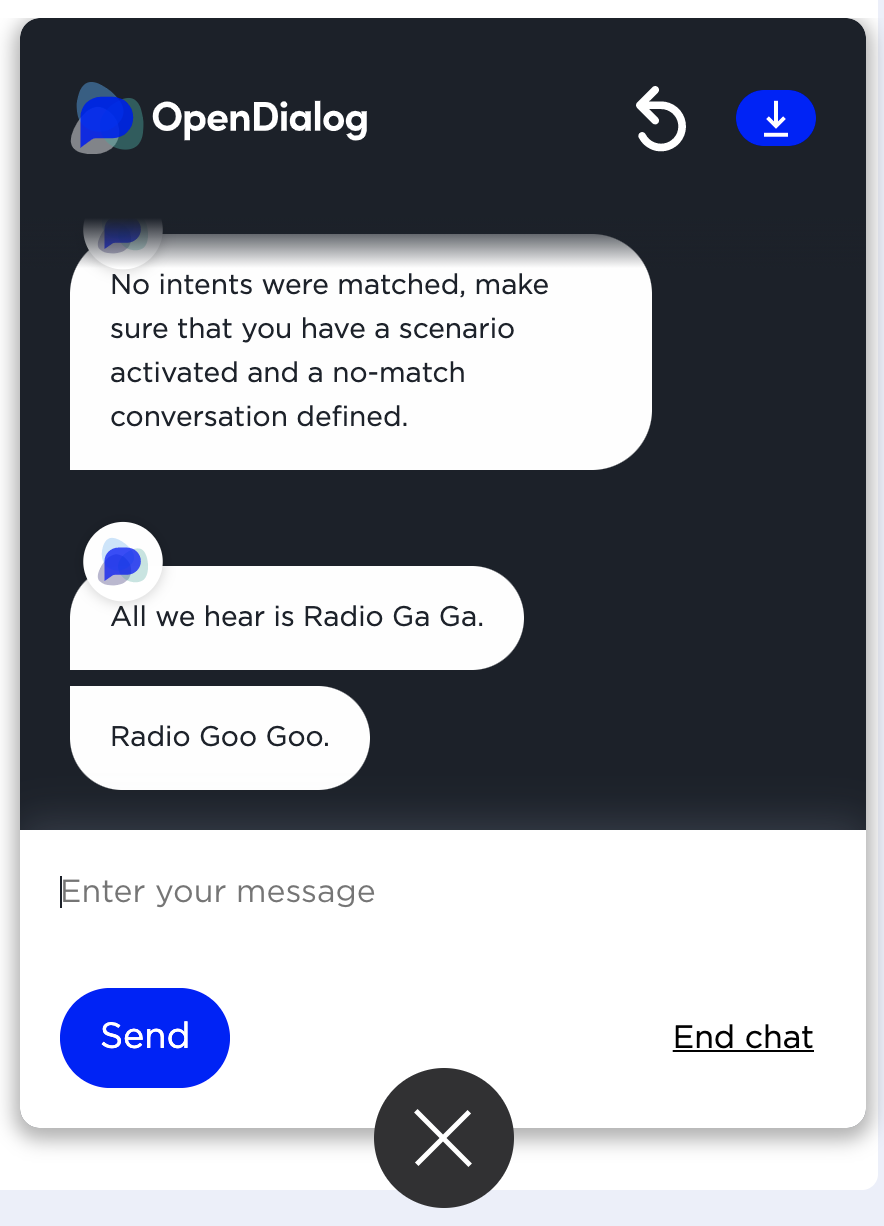 OpenDialog
No intents were matched, make
sure that you have a scenario
activated and a no-match
conversation defined.
All we hear is Radio Ga Ga.
Radio Goo Goo.
Enter your message
Send
End chat